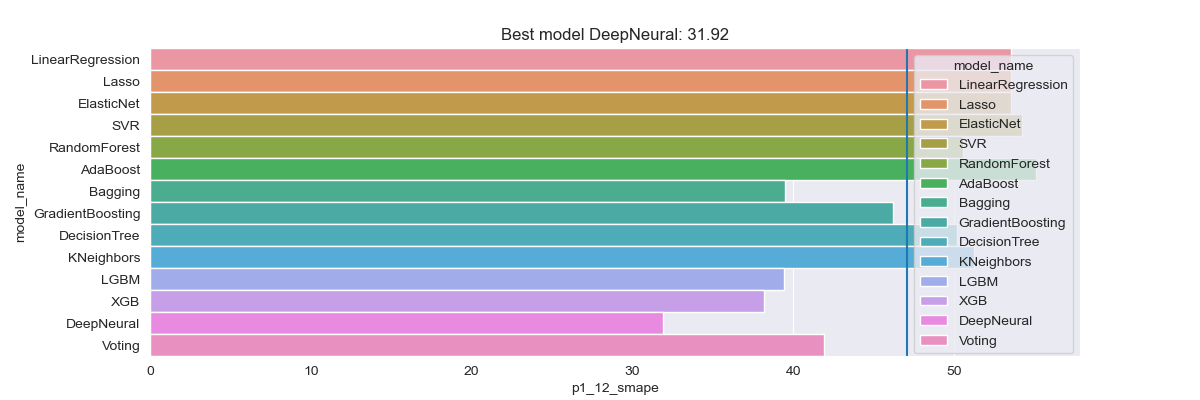 Best model DeepNeural: 31.92
model_name
LinearRegression
Lasso
ElasticNet
SVR
RandomForest
AdaBoost
Bagging
GradientBoosting
DecisionTree
KNeighbors
LGBM
XGB
DeepNeural
Voting
model_name
LinearRegression
Lasso
ElasticNet
SVR
RandomForest
AdaBoost
Bagging
GradientBoosting
DecisionTree
KNeighbors
LGBM
XGB
DeepNeural
Voting
0 10 20 30 40 50
p1_12_smape